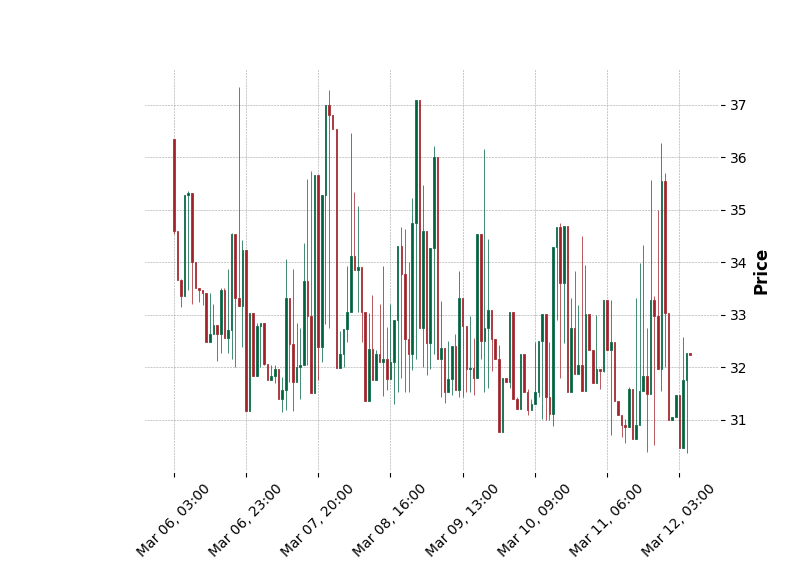 37
36
35
34
33
32
31
Price
Mar 06, 03:00
Mar 06, 23:00
Mar 07, 20:00
Mar 08, 16:00
Mar 09, 13:00
Mar 10, 09:00
Mar 11, 06:00
Mar 12, 03:00